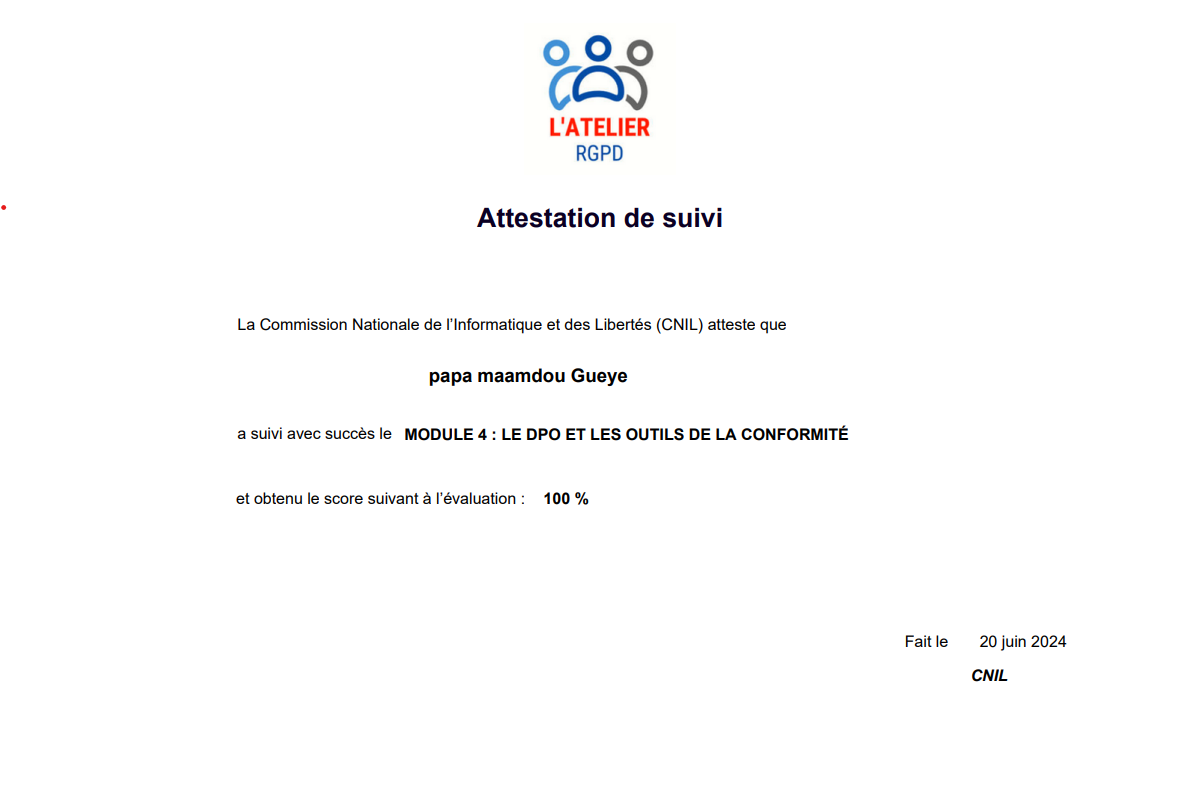 L'ATELIER
RGPD
Attestation de suivi
La Commission Nationale de l’Informatique et des Libertés (CNIL) atteste que
papa maamdou Gueye
a suivi avec succès le MODULE 4 : LE DPO ET LES OUTILS DE LA CONFORMITÉ
et obtenu le score suivant à l’évaluation : 100 %
Fait le 20 juin 2024
CNIL